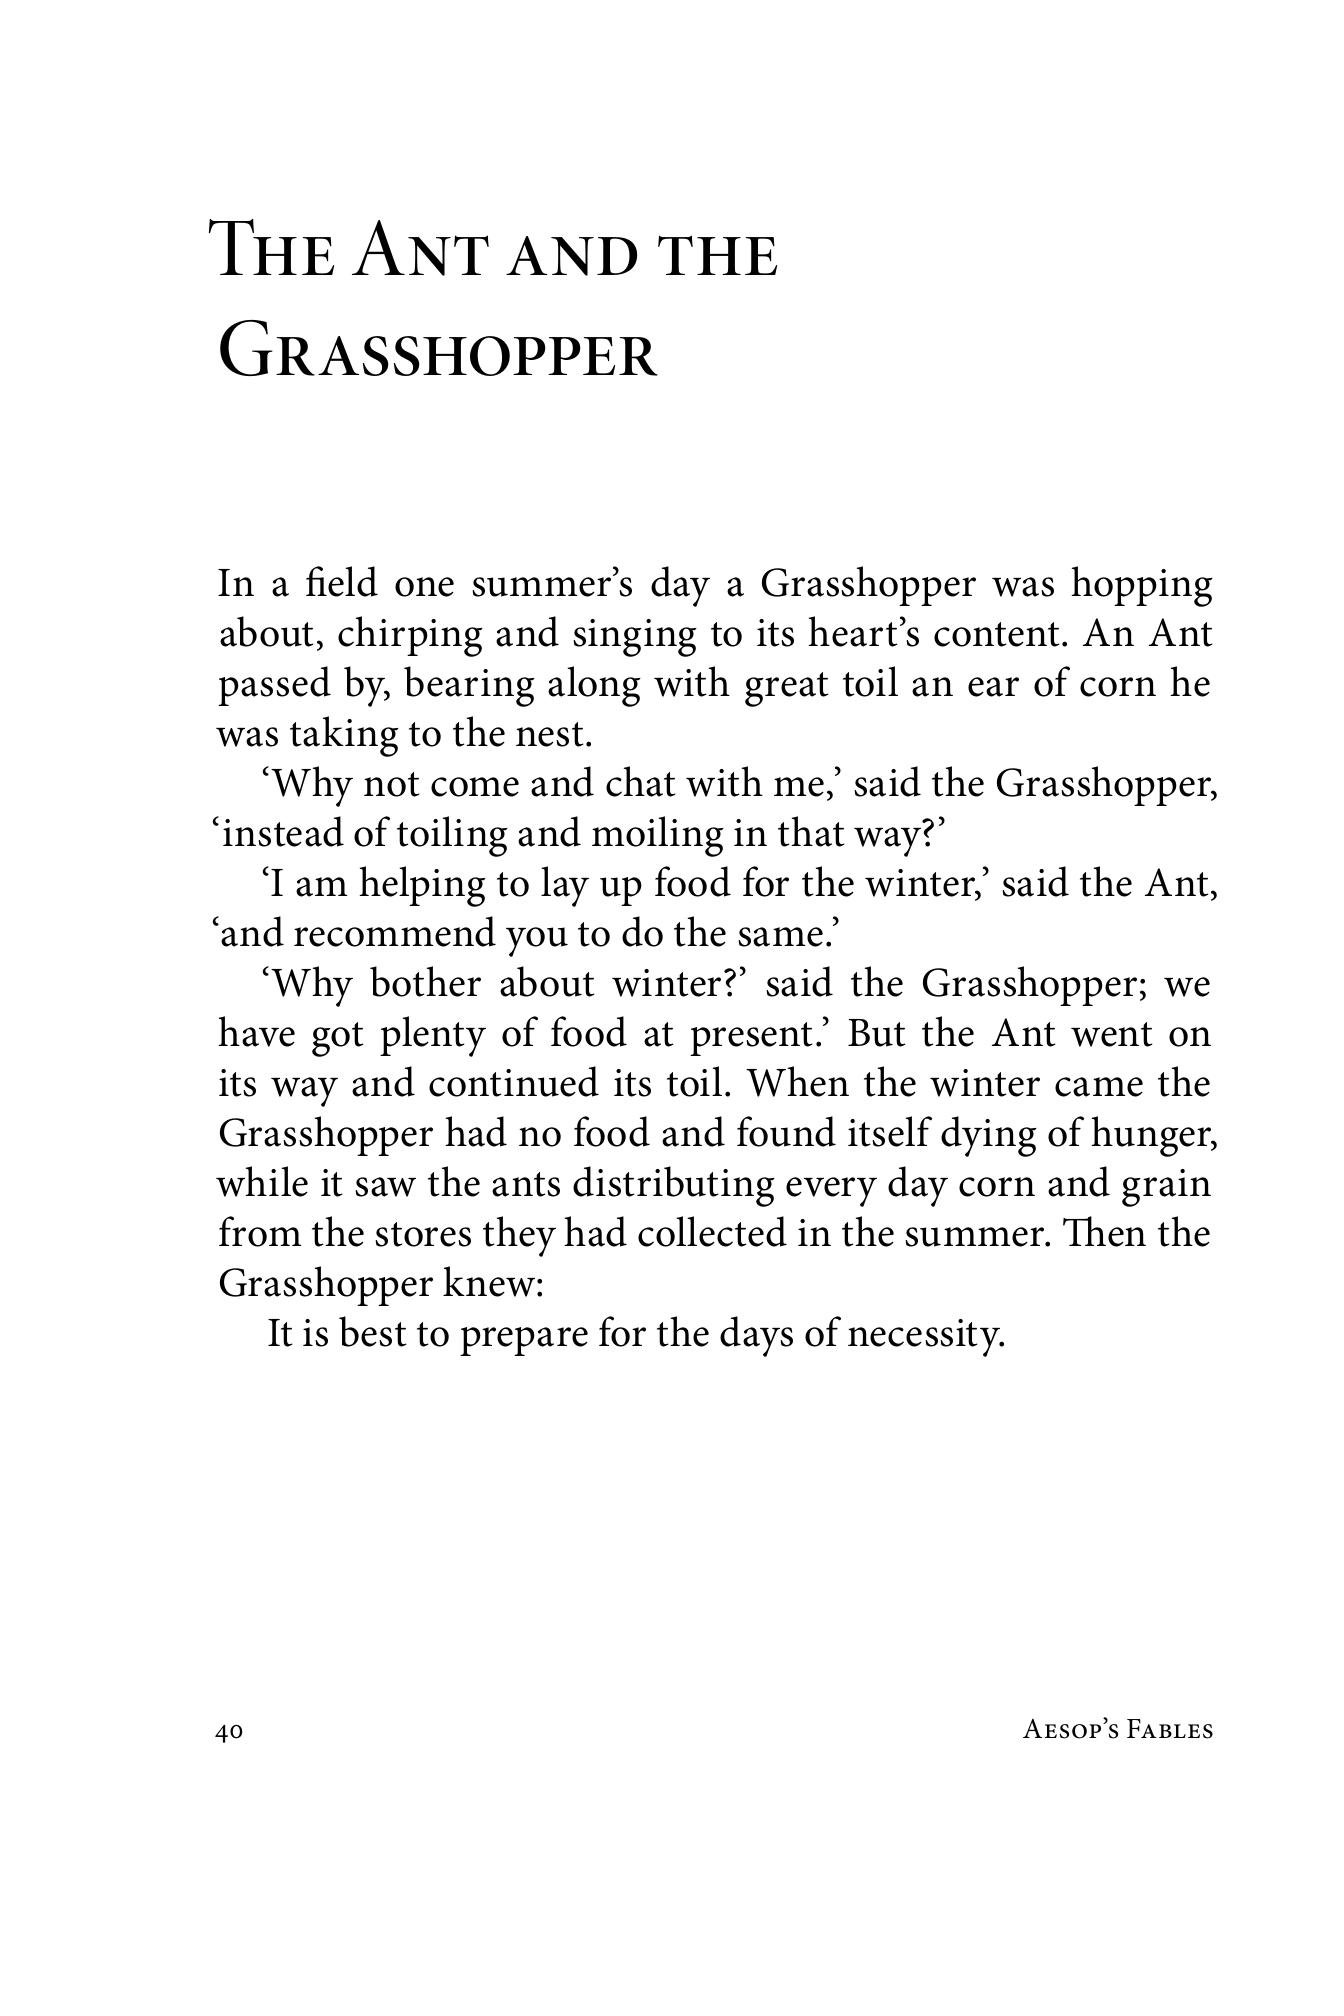 The Ant and the
Grasshopper
In a field one summer’s day a Grasshopper was hopping
about, chirping and singing to its heart’s content. An Ant
passed by, bearing along with great toil an ear of corn he
was taking to the nest.
‘Why not come and chat with me,’ said the Grasshopper,
‘instead of toiling and moiling in that way?’
‘I am helping to lay up food for the winter,’ said the Ant,
‘and recommend you to do the same.’
‘Why bother about winter?’ said the Grasshopper; we
have got plenty of food at present.’ But the Ant went on
its way and continued its toil. When the winter came the
Grasshopper had no food and found itself dying of hunger,
while it saw the ants distributing every day corn and grain
from the stores they had collected in the summer. Then the
Grasshopper knew:
It is best to prepare for the days of necessity.
40 Aesop’s Fables